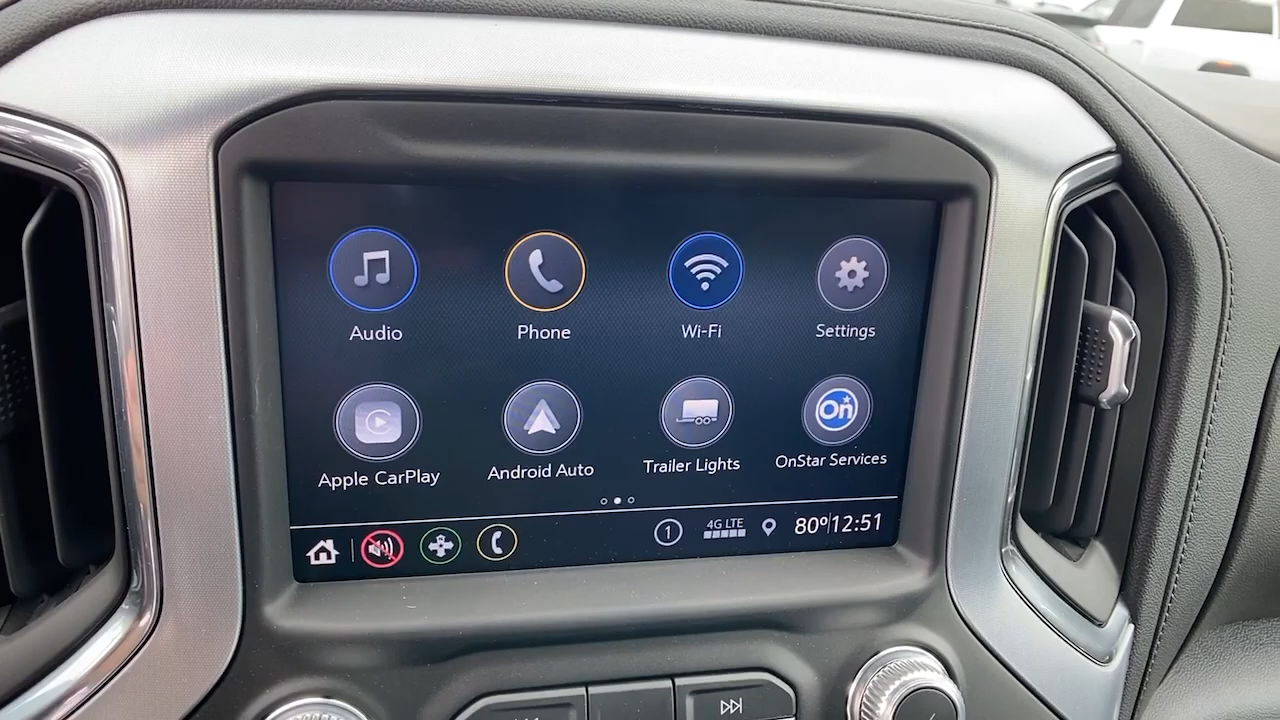 Audio
Phone
Wi-Fi
Settings
Apple CarPlay
Android Auto
Trailer Lights
On
OnStar Services
1
4G LTE
80°
12:51